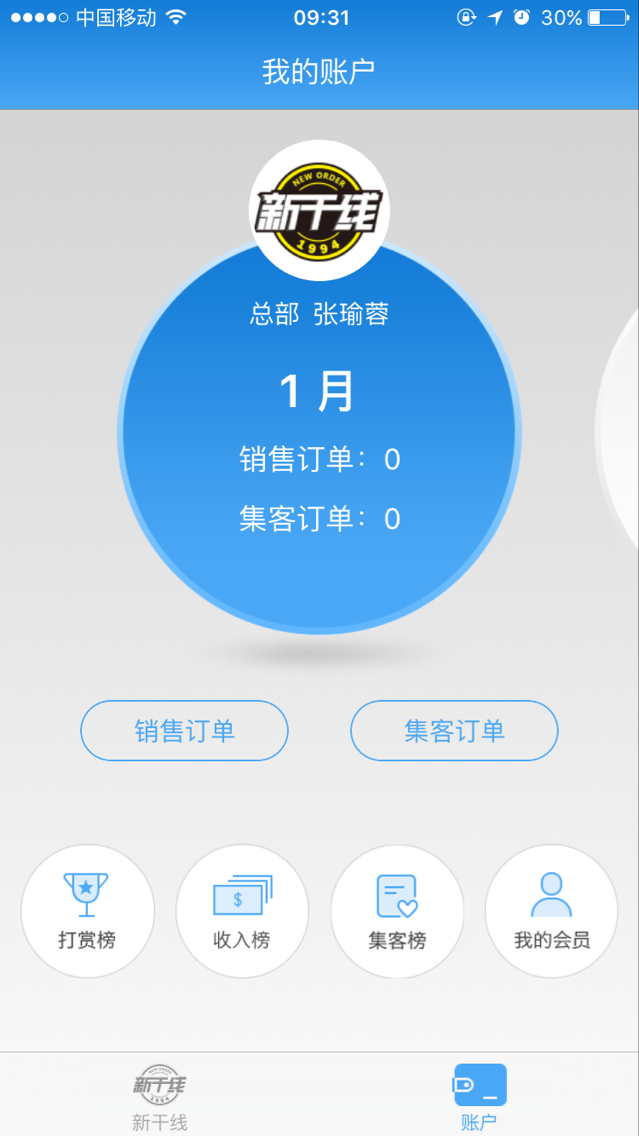 中国移动 09:31 30%
我的账户
NEW ORDER
新干线
1994
总部 张瑜蓉
1 月
销售订单：0
集客订单：0
销售订单 集客订单
$
打赏榜 收入榜 集客榜 我的会员
NEW ORDER
新干线
1994
新干线 账户